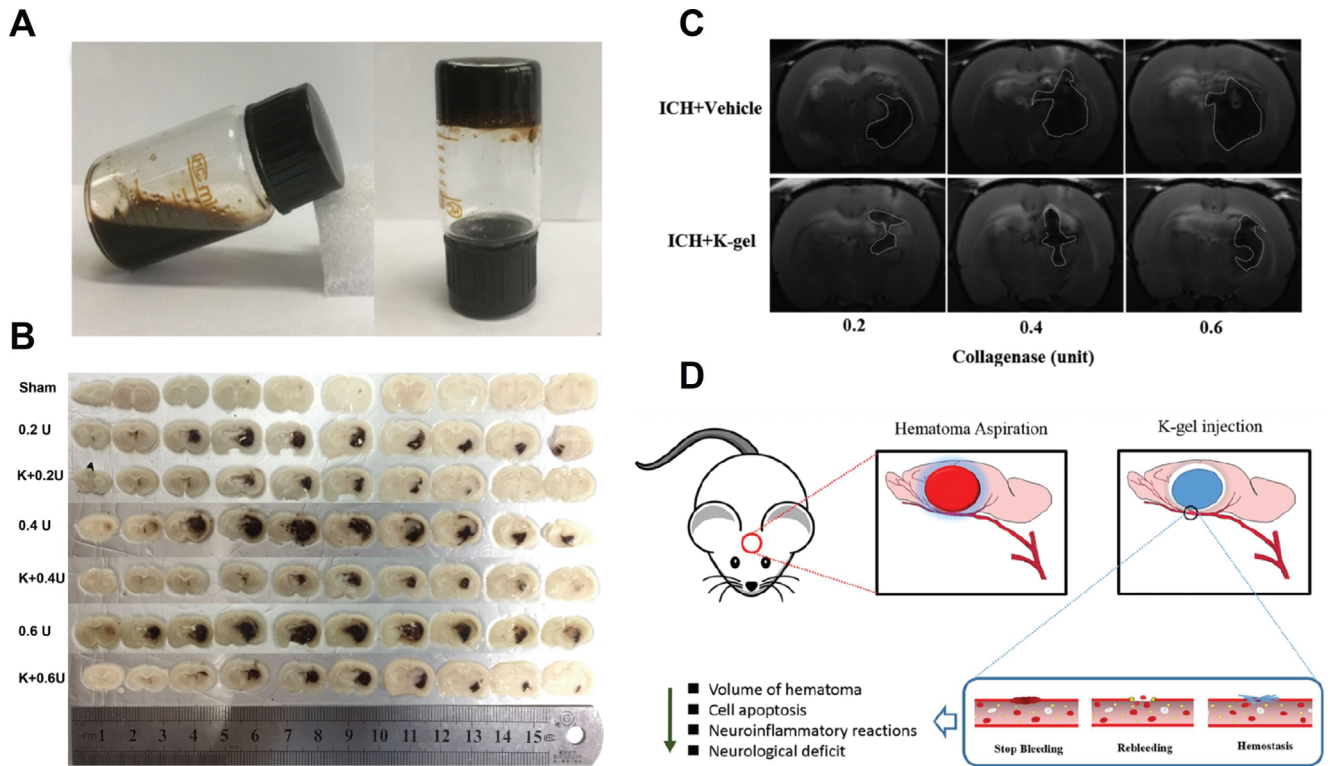 A
B
Sham
0.2 U
K+0.2U
0.4 U
K+0.4U
0.6 U
K+0.6U
cm 1 2 3 4 5 6 7 8 9 10 11 12 13 14 15
C
ICH+Vehicle
ICH+K-gel
0.2 0.4 0.6
Collagenase (unit)
D
Hematoma Aspiration
K-gel injection
Volume of hematoma
Cell apoptosis
Neuroinflammatory reactions
Neurological deficit
Stop Bleeding Rebleeding Hemostasis